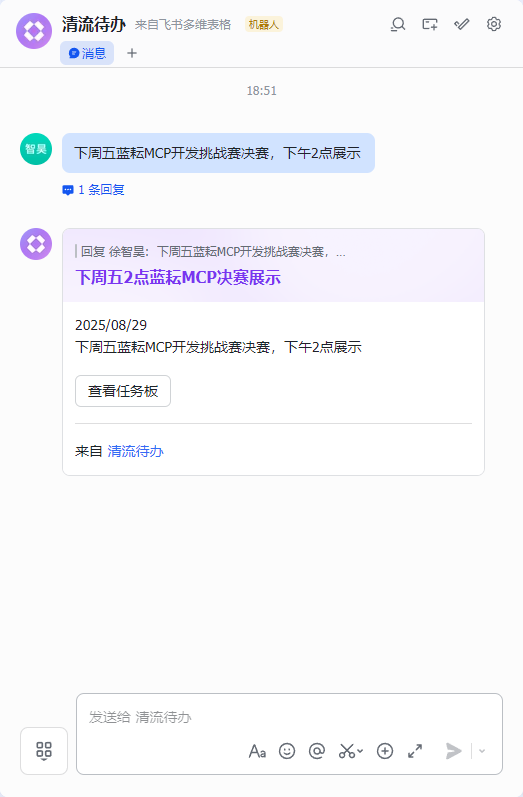 清流待办 来自飞书多维表格 机器人
消息
18:51
智昊
下周五蓝耘MCP开发挑战赛决赛，下午2点展示
1 条回复
回复 徐智昊：下周五蓝耘MCP开发挑战赛决赛，...
下周五2点蓝耘MCP决赛展示
2025/08/29
下周五蓝耘MCP开发挑战赛决赛，下午2点展示
查看任务板
来自 清流待办
发送给 清流待办
Aa